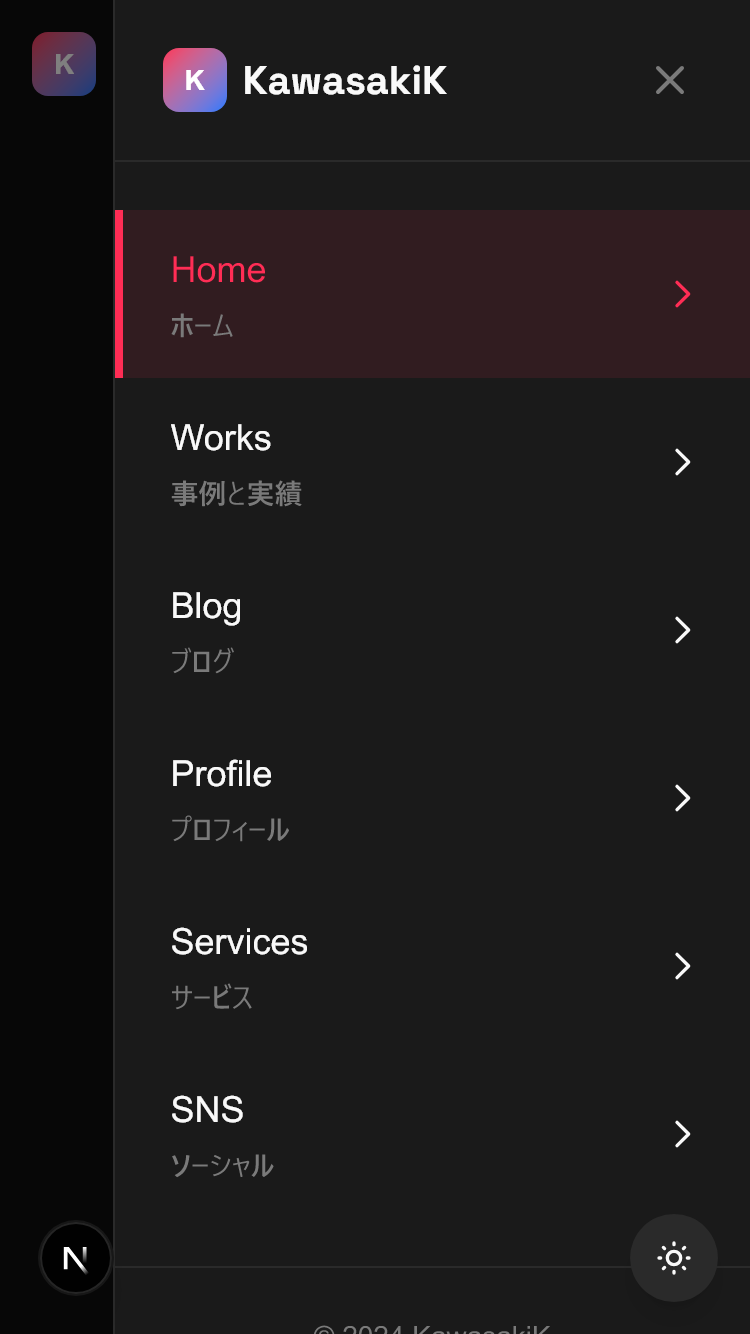 K
K KawasakiK
Home
ホーム
Works
事例と実績
Blog
ブログ
Profile
プロフィール
Services
サービス
SNS
ソーシャル
N
© 2024 KawasakiK